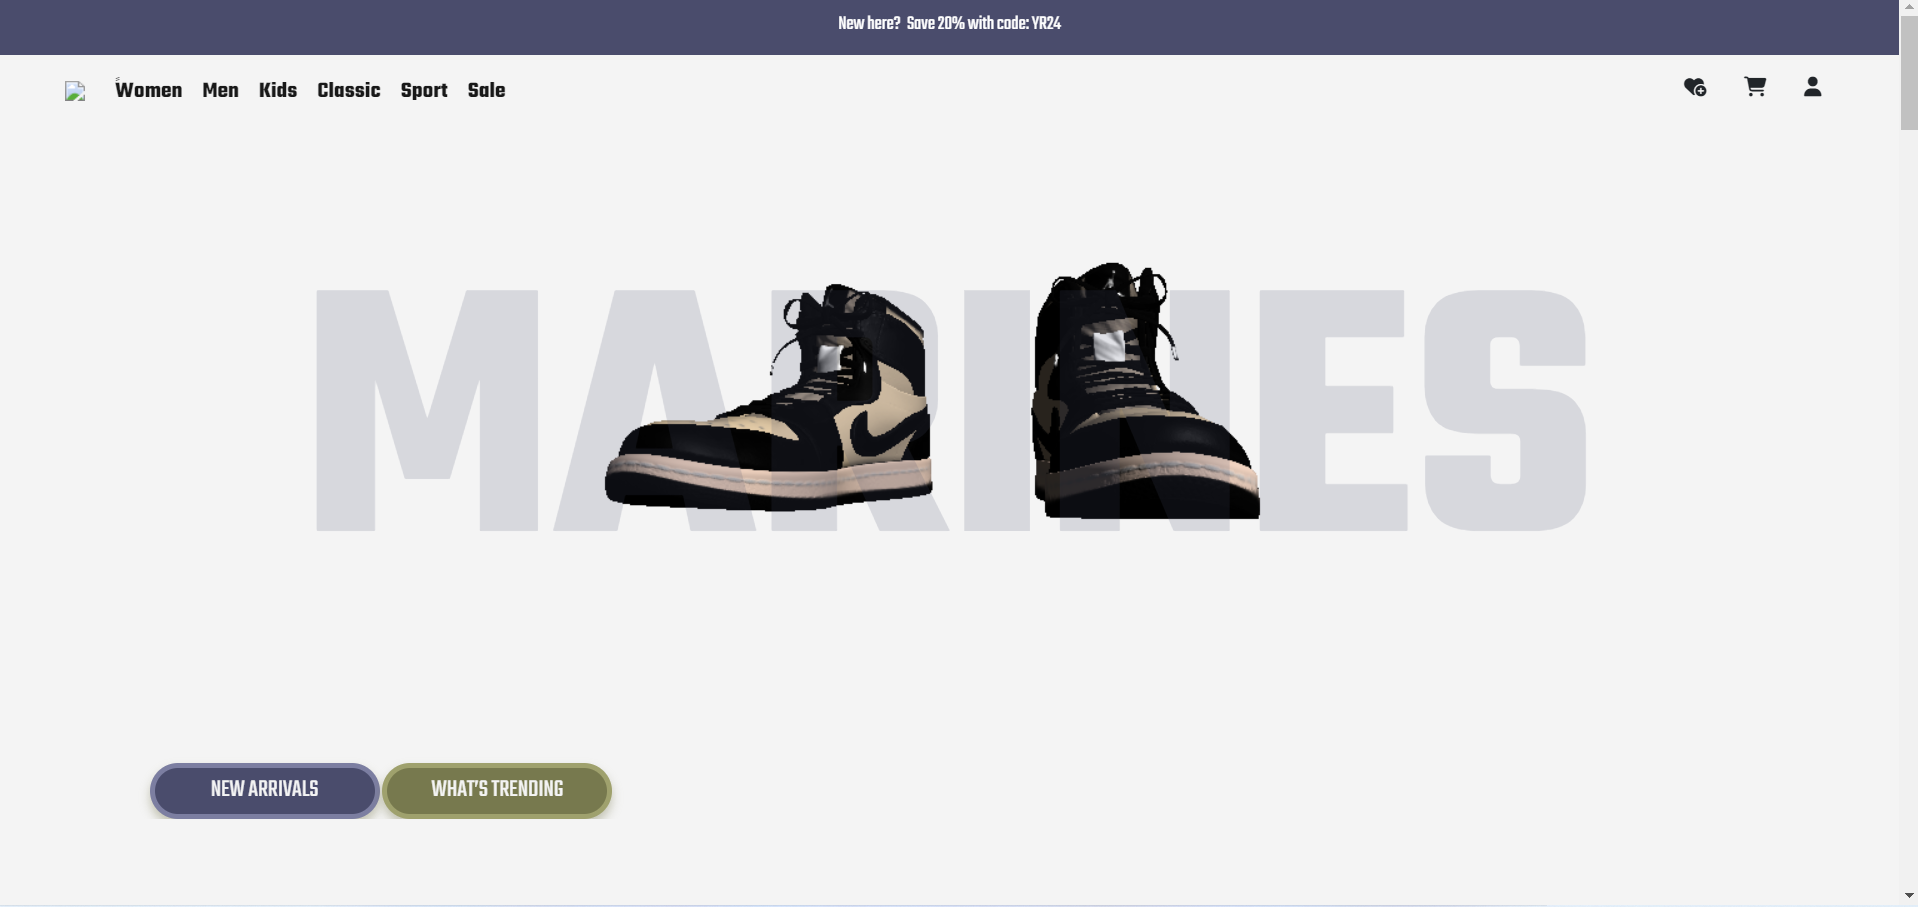 New here? Save 20% with code: YR24
Women Men Kids Classic Sport Sale
MARINES
NEW ARRIVALS WHAT'S TRENDING